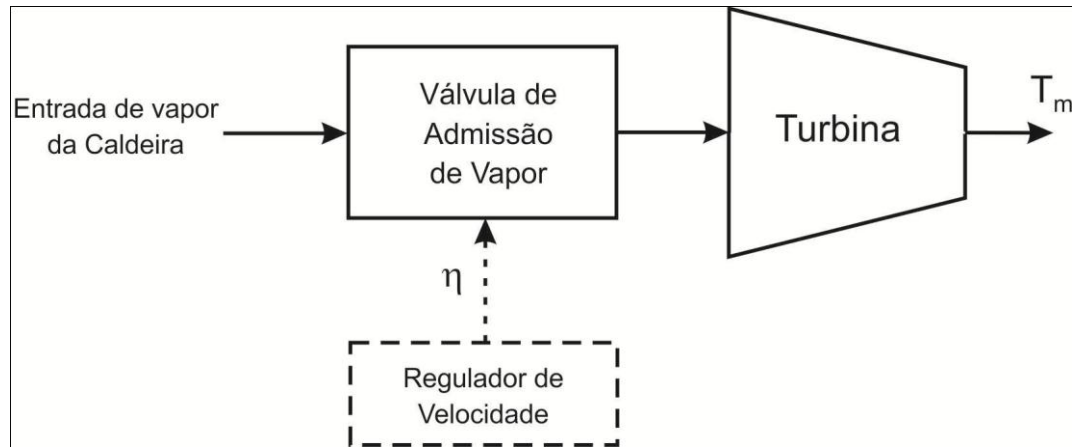 Entrada de vapor
da Caldeira
Válvula de
Admissão
de Vapor
Turbina
Tm
η
Regulador de
Velocidade